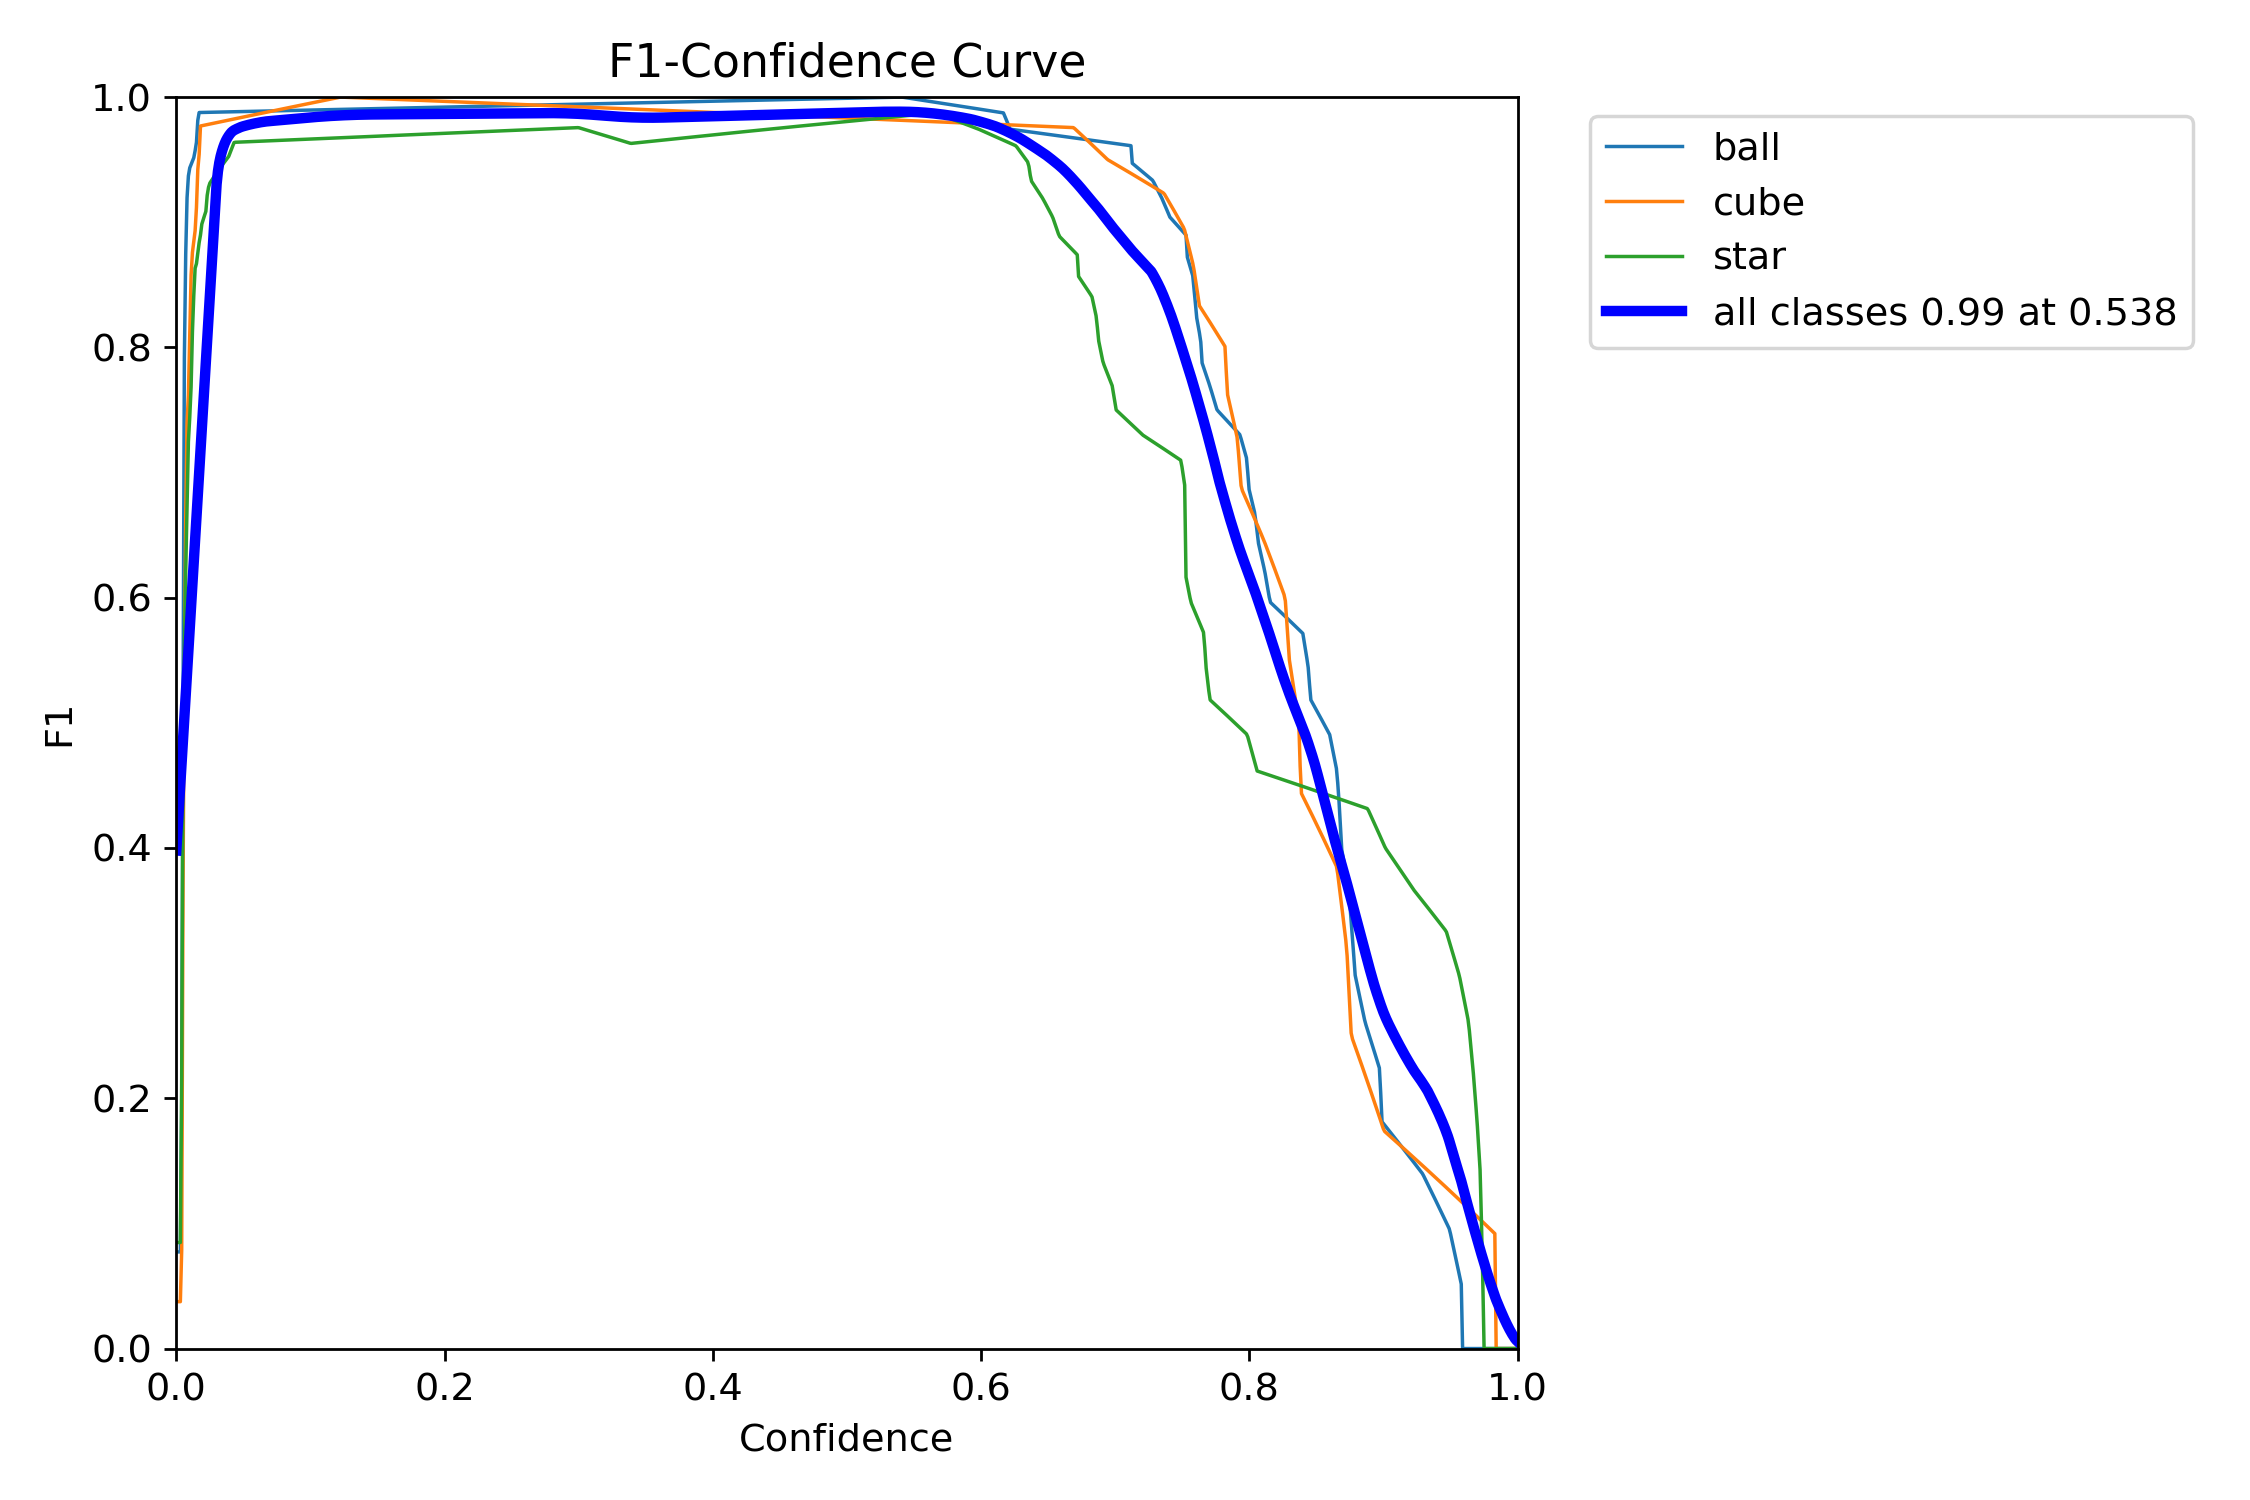 F1-Confidence Curve
1.0
0.8
0.6
0.4
0.2
0.0
F1
0.0 0.2 0.4 0.6 0.8 1.0
Confidence
ball
cube
star
all classes 0.99 at 0.538